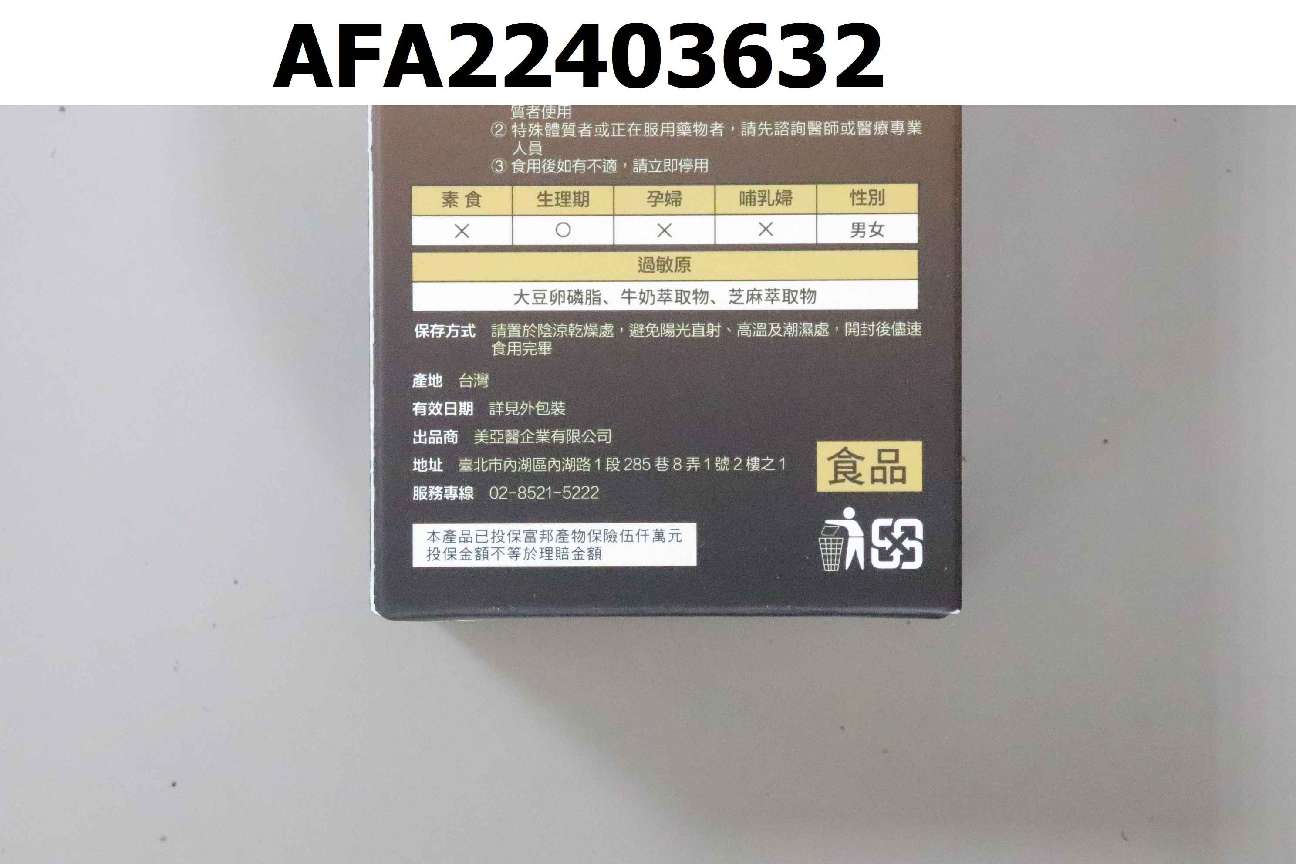 AFA22403632
質者使用
② 特殊體質者或正在服用藥物者，請先諮詢醫師或醫療專業
人員
③ 食用後如有不適，請立即停用
素食 生理期 孕婦 哺乳婦 性別
× ○ × × 男女
過敏原
大豆卵磷脂、牛奶萃取物、芝麻萃取物
保存方式 請置於陰涼乾燥處，避免陽光直射、高溫及潮濕處，開封後儘速
食用完畢
產地 台灣
有效日期 詳見外包裝
出品商 美亞醫企業有限公司
地址 臺北市內湖區內湖路1段285巷8弄1號2樓之1
服務專線 02-8521-5222
食品
本產品已投保富邦產物保險伍仟萬元
投保金額不等於理賠金額